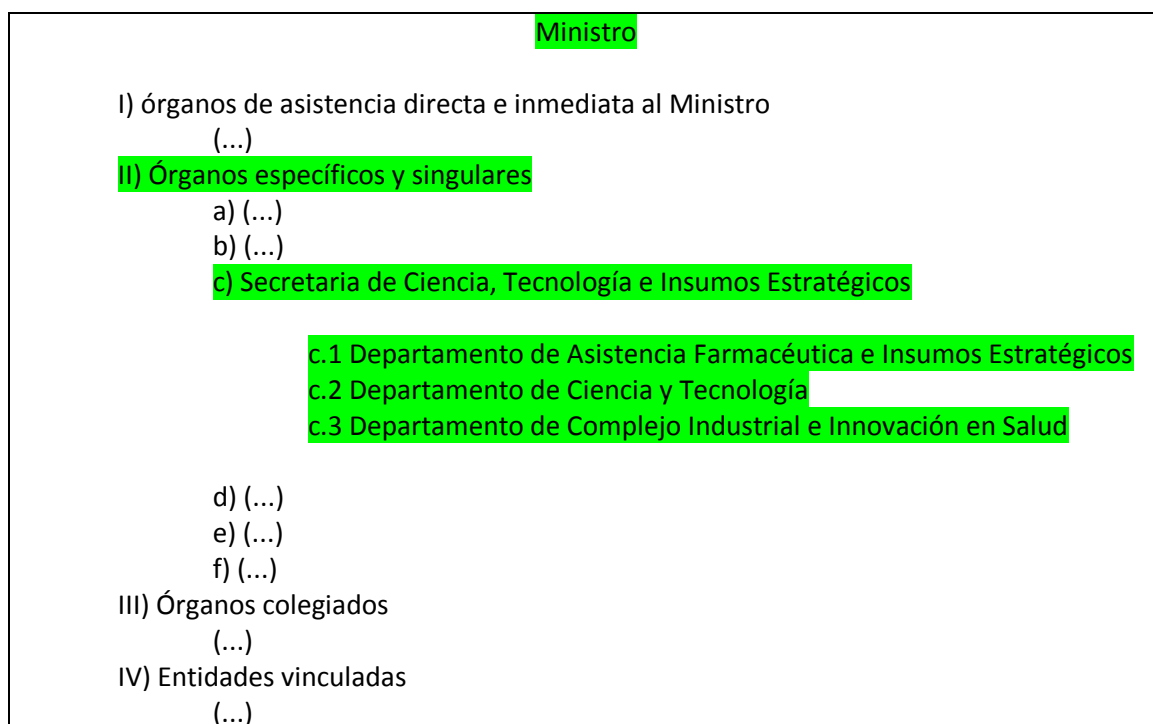 Ministro
I) órganos de asistencia directa e inmediata al Ministro
(...)
II) Órganos específicos y singulares
a) (...)
b) (...)
c) Secretaria de Ciencia, Tecnología e Insumos Estratégicos
c.1 Departamento de Asistencia Farmacéutica e Insumos Estratégicos
c.2 Departamento de Ciencia y Tecnología
c.3 Departamento de Complejo Industrial e Innovación en Salud
d) (...)
e) (...)
f) (...)
III) Órganos colegiados
(...)
IV) Entidades vinculadas
(...)